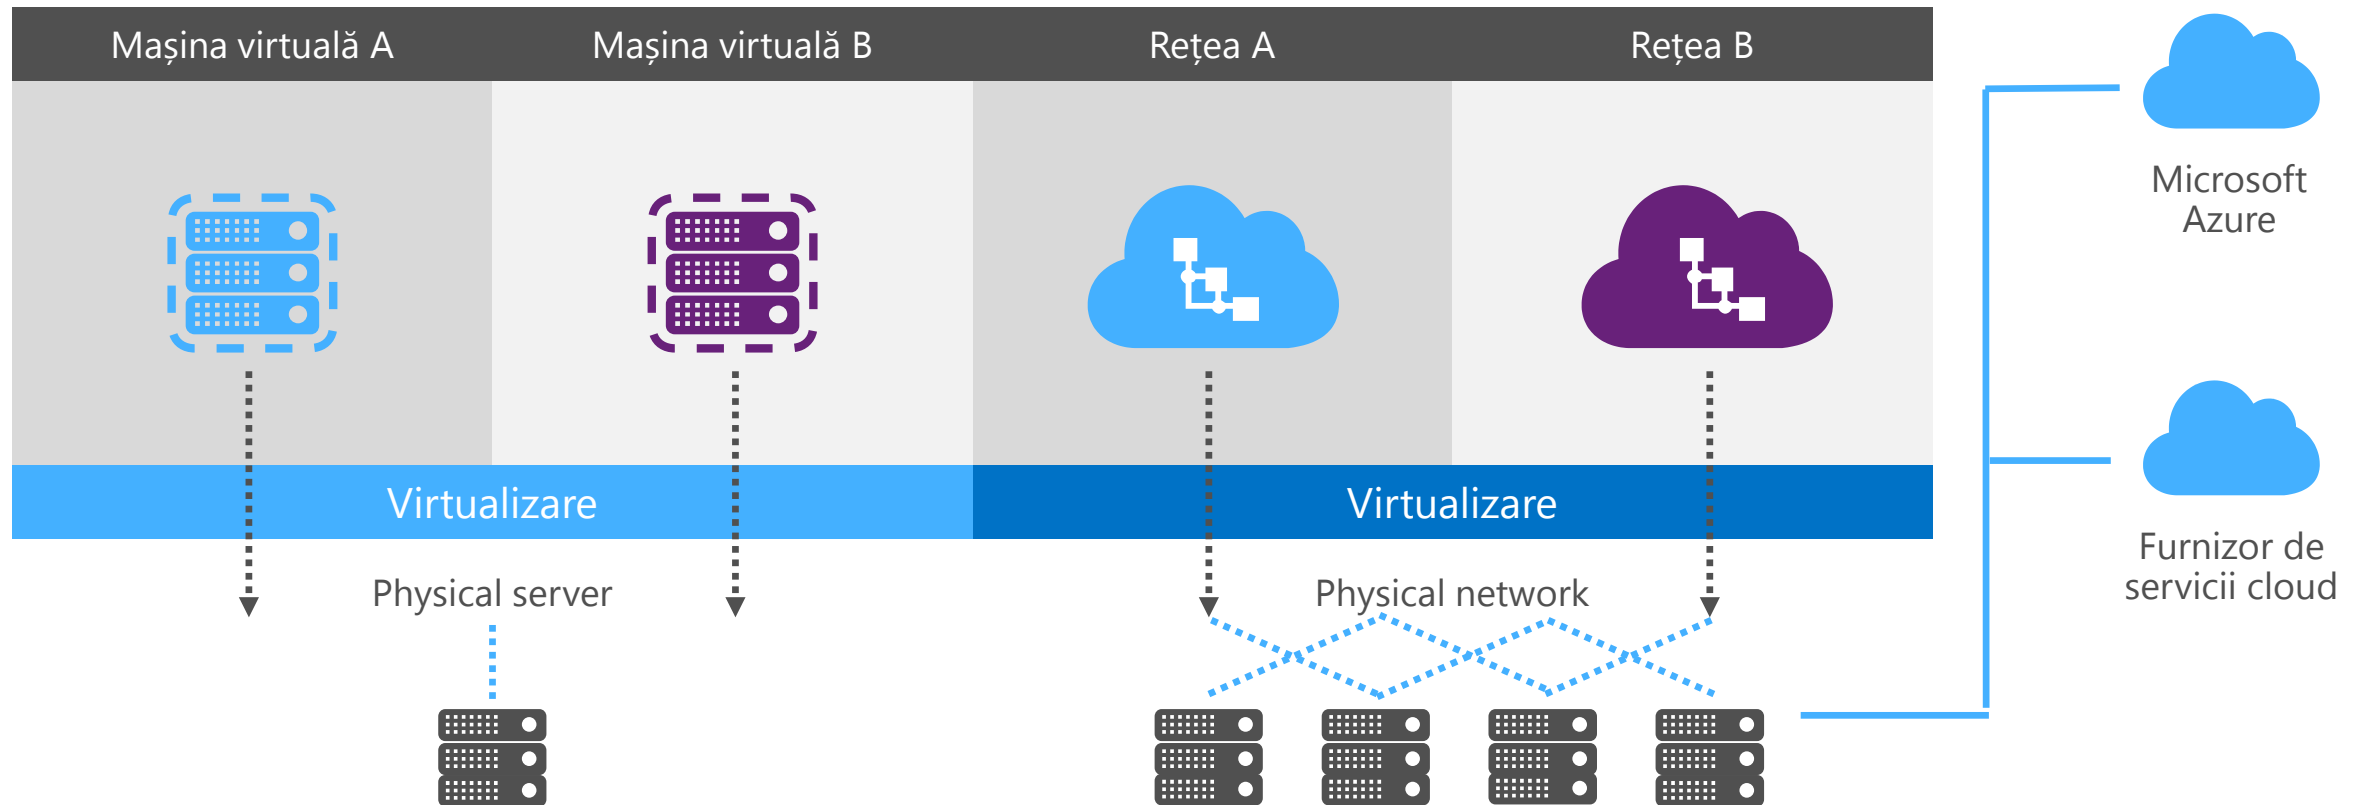 Mașina virtuală A
Mașina virtuală B
Rețea A
Rețea B
Microsoft
Azure
Virtualizare
Virtualizare
Physical server
Physical network
Furnizor de
servicii cloud